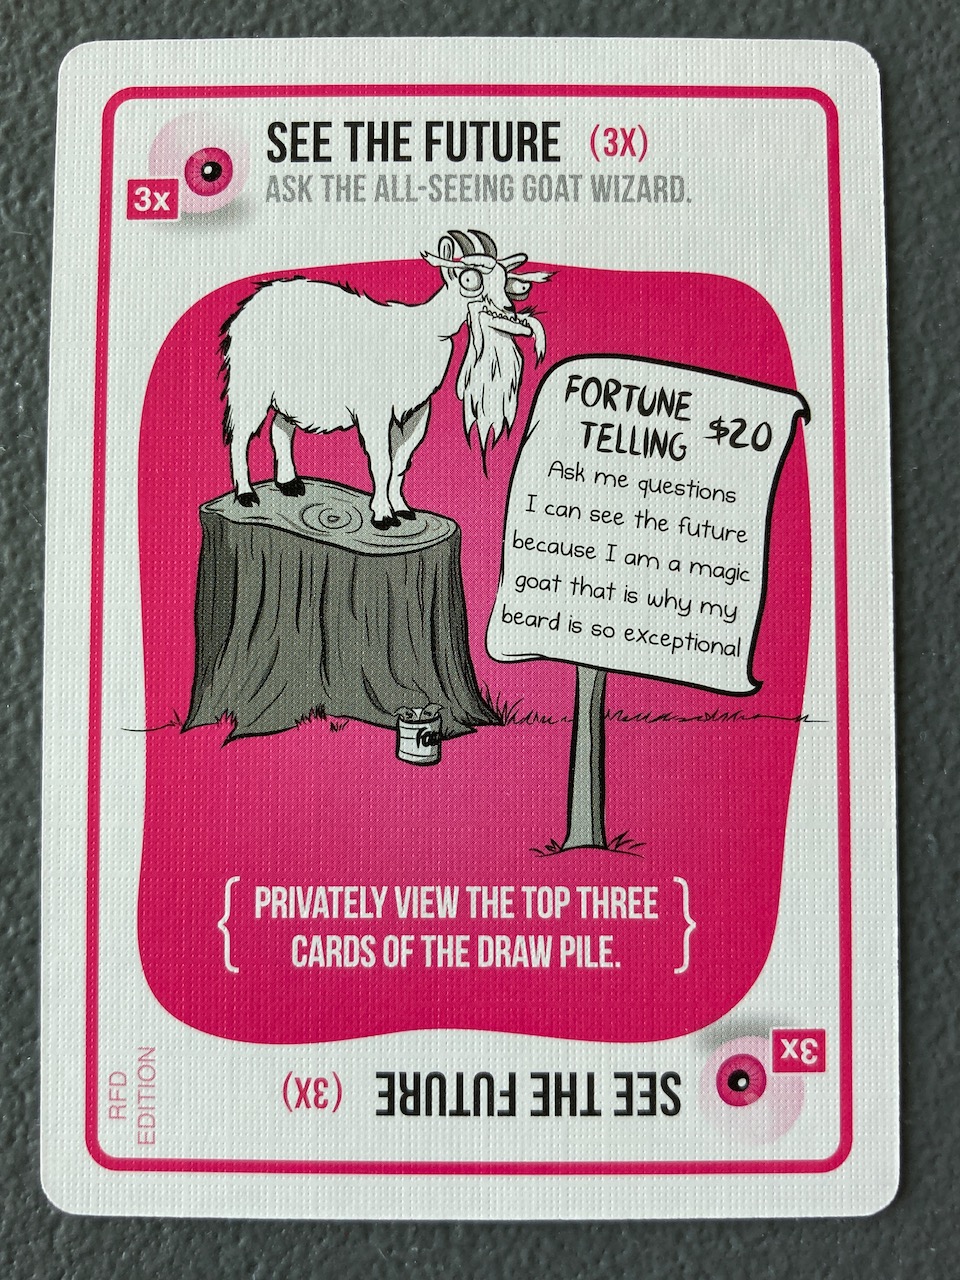 SEE THE FUTURE (3X)
3x
ASK THE ALL-SEEING GOAT WIZARD.
FORTUNE
TELLING $20
Ask me questions
I can see the future
because I am a magic
goat that is why my
beard is so exceptional
{ PRIVATELY VIEW THE TOP THREE
CARDS OF THE DRAW PILE. }
RFD
EDITION
3x
SEE THE FUTURE (3X)